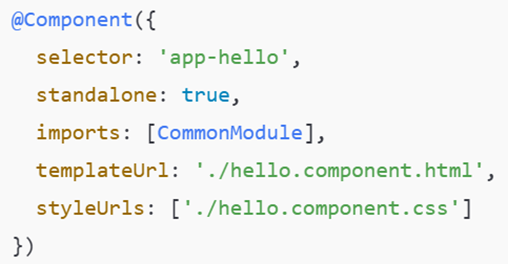 @Component({
  selector: 'app-hello',
  standalone: true,
  imports: [CommonModule],
  templateUrl: './hello.component.html',
  styleUrls: ['./hello.component.css']
})